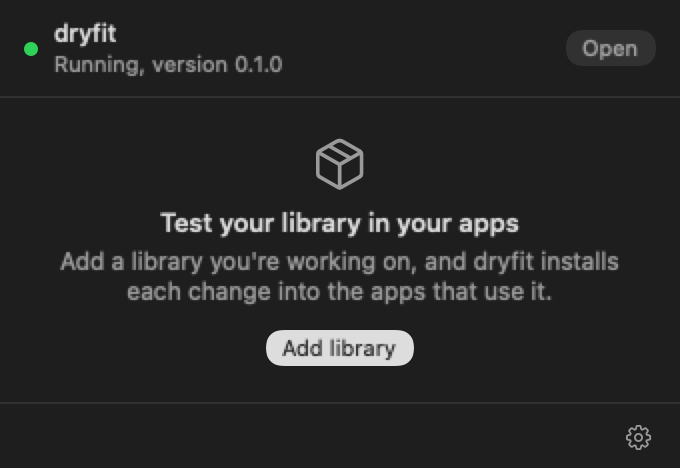 dryfit
Running, version 0.1.0
Open
Test your library in your apps
Add a library you're working on, and dryfit installs
each change into the apps that use it.
Add library